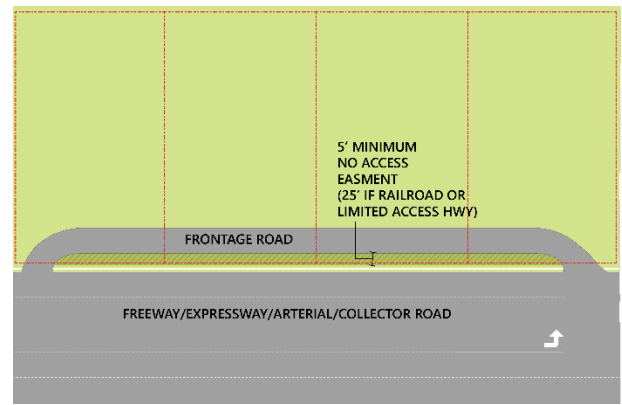 5' MINIMUM
NO ACCESS
EASMENT
(25' IF RAILROAD OR
LIMITED ACCESS HWY)
FRONTAGE ROAD
FREEWAY/EXPRESSWAY/ARTERIAL/COLLECTOR ROAD